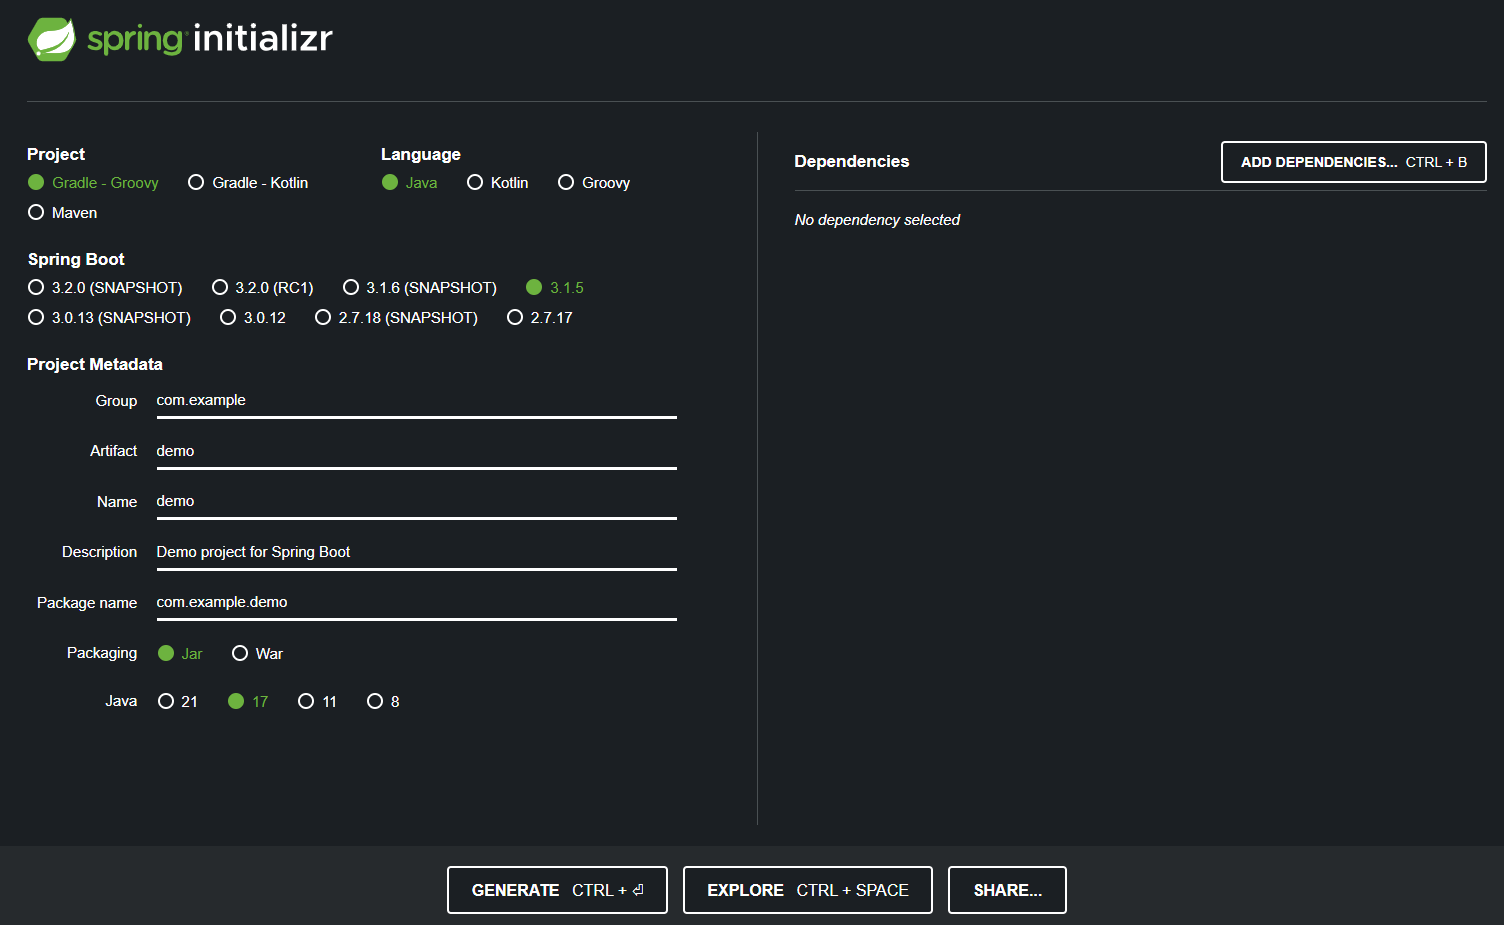 spring initializr
Project
Gradle - Groovy Gradle - Kotlin
Maven
Language
Java Kotlin Groovy
Spring Boot
3.2.0 (SNAPSHOT) 3.2.0 (RC1) 3.1.6 (SNAPSHOT) 3.1.5
3.0.13 (SNAPSHOT) 3.0.12 2.7.18 (SNAPSHOT) 2.7.17
Project Metadata
Group com.example
Artifact demo
Name demo
Description Demo project for Spring Boot
Package name com.example.demo
Packaging Jar War
Java 21 17 11 8
Dependencies ADD DEPENDENCIES... CTRL + B
No dependency selected
GENERATE CTRL + ⏎ EXPLORE CTRL + SPACE SHARE...